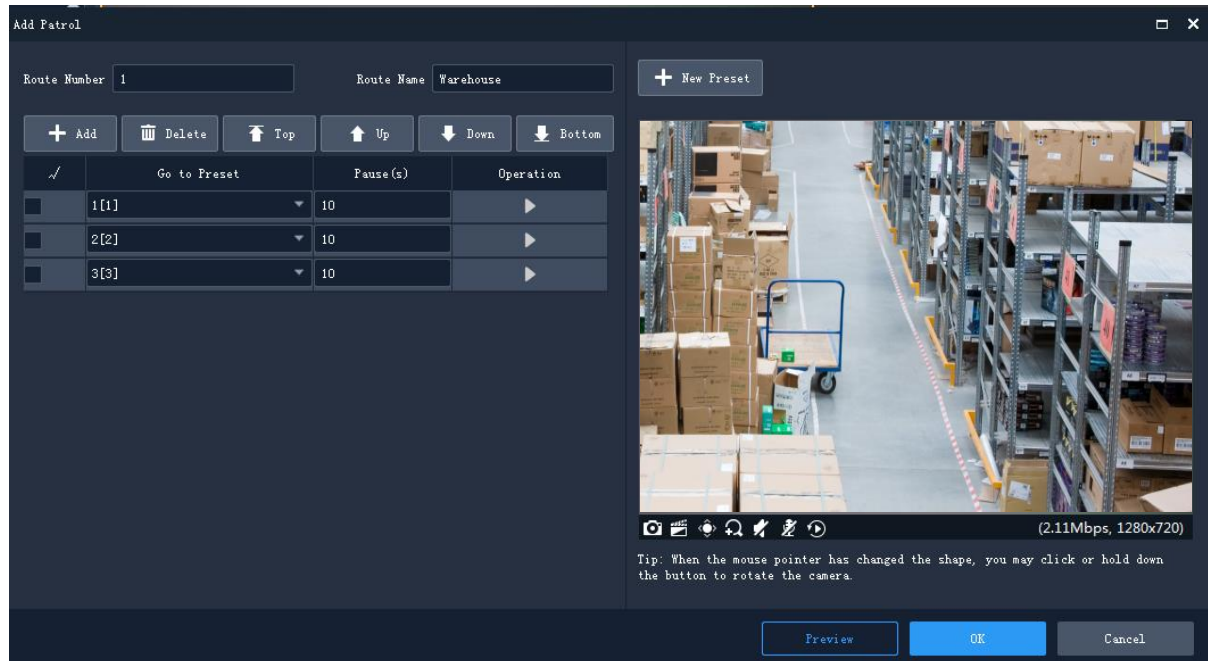 Add Patrol
Route Number 1 Route Name Warehouse
Add Delete Top Up Down Bottom
Go to Preset Pause(s) Operation
1[1] 10
2[2] 10
3[3] 10
New Preset
(2.11Mbps, 1280x720)
Tip: When the mouse pointer has changed the shape, you may click or hold down
the button to rotate the camera.
Preview OK Cancel